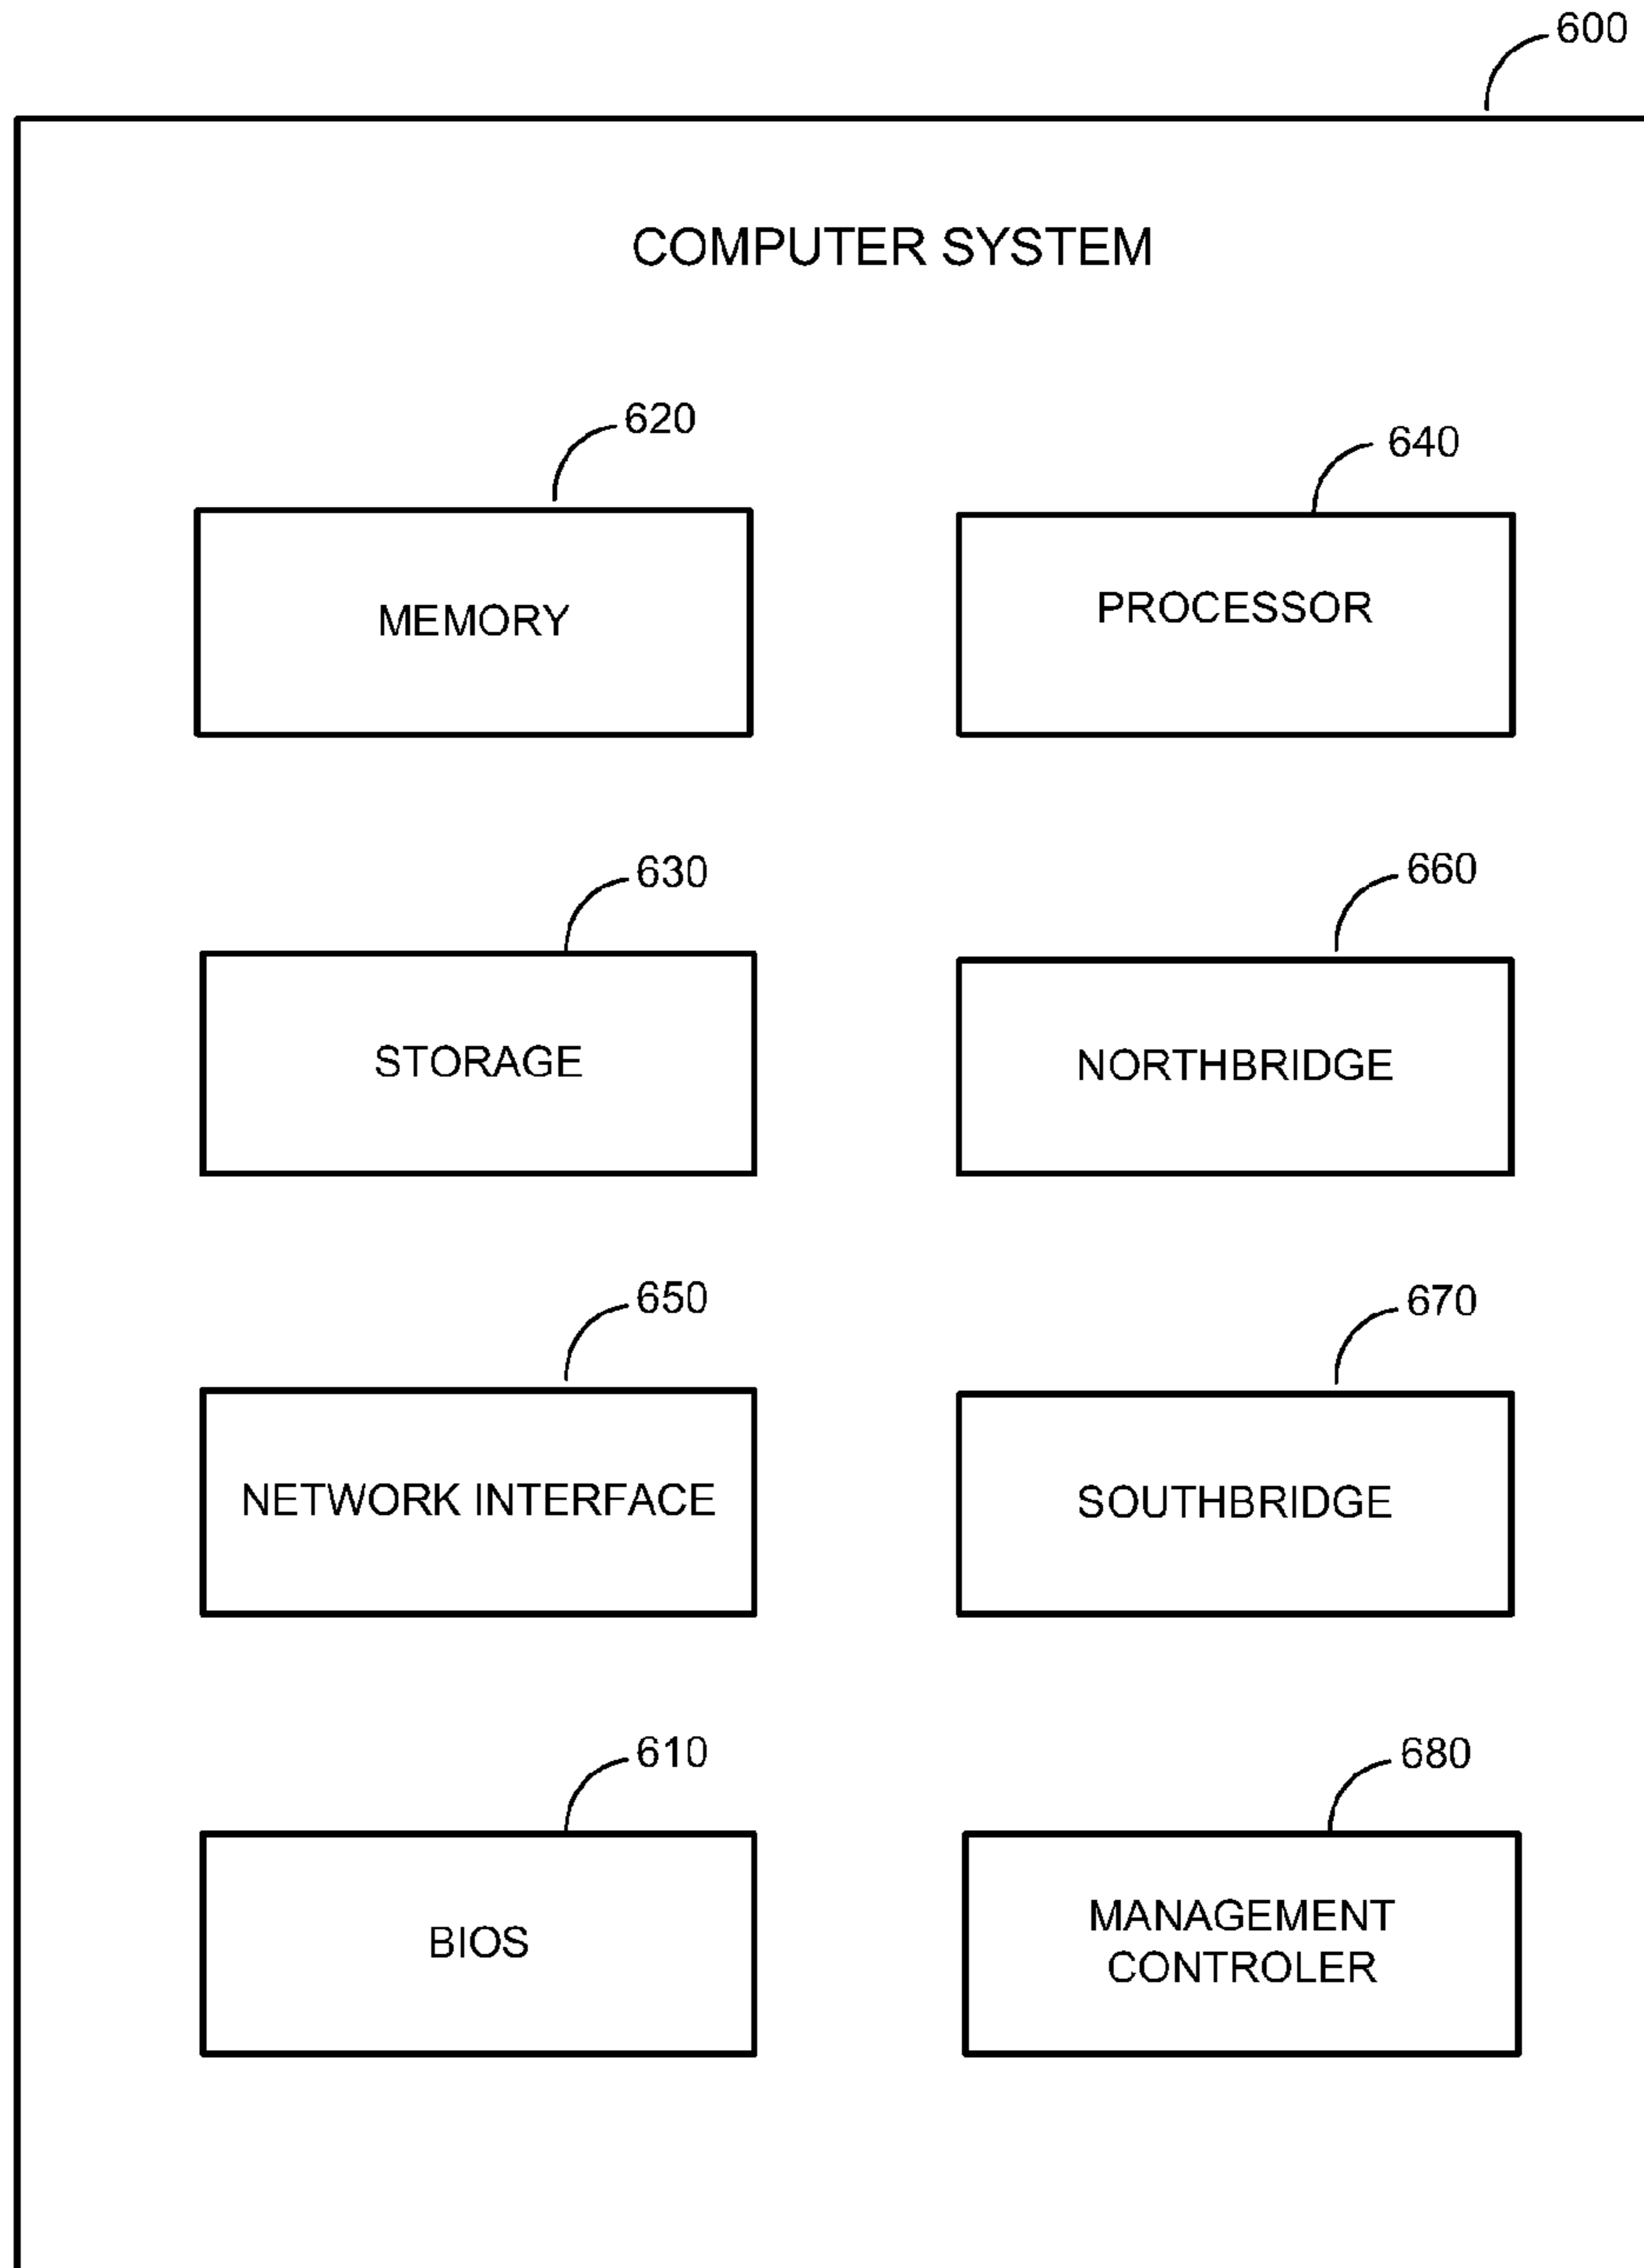 600
COMPUTER SYSTEM
620
640
MEMORY
PROCESSOR
630
660
STORAGE
NORTHBRIDGE
650
670
NETWORK INTERFACE
SOUTHBRIDGE
610
680
BIOS
MANAGEMENT
CONTROLER